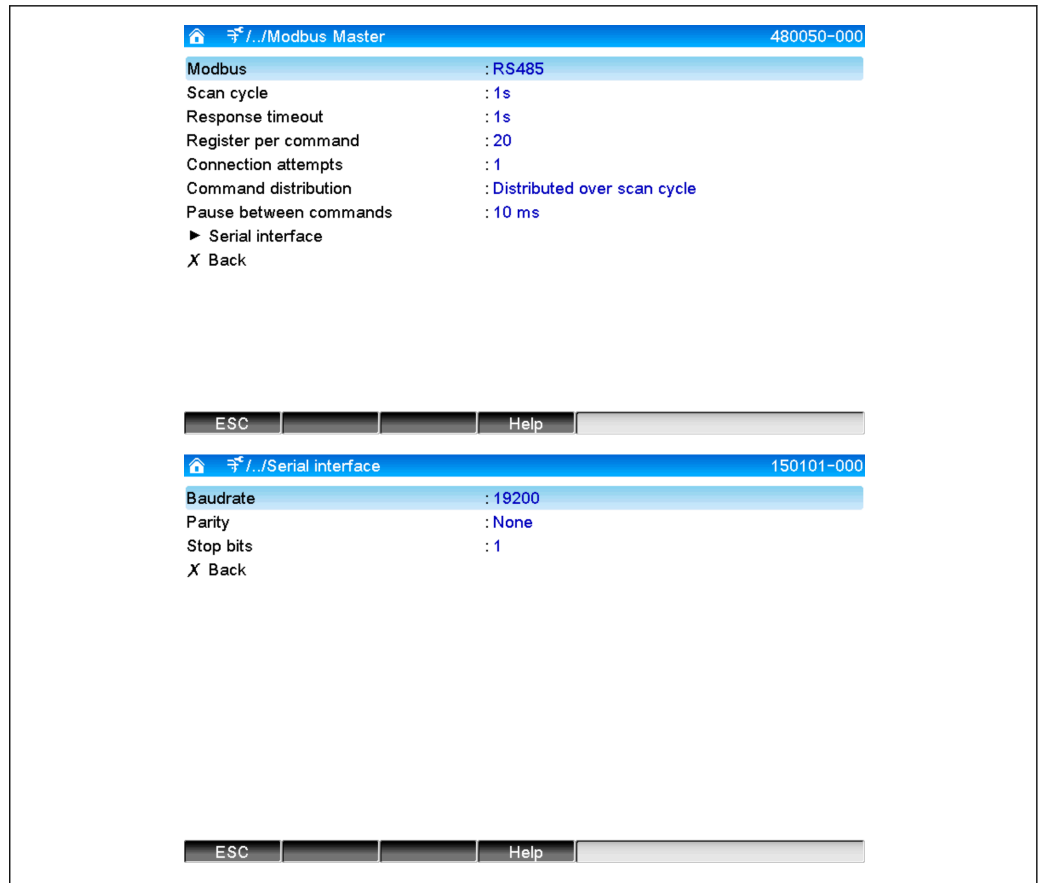 /../Modbus Master 480050-000
Modbus : RS485
Scan cycle : 1s
Response timeout : 1s
Register per command : 20
Connection attempts : 1
Command distribution : Distributed over scan cycle
Pause between commands : 10 ms
► Serial interface
X Back
ESC Help
/../Serial interface 150101-000
Baudrate : 19200
Parity : None
Stop bits : 1
X Back
ESC Help